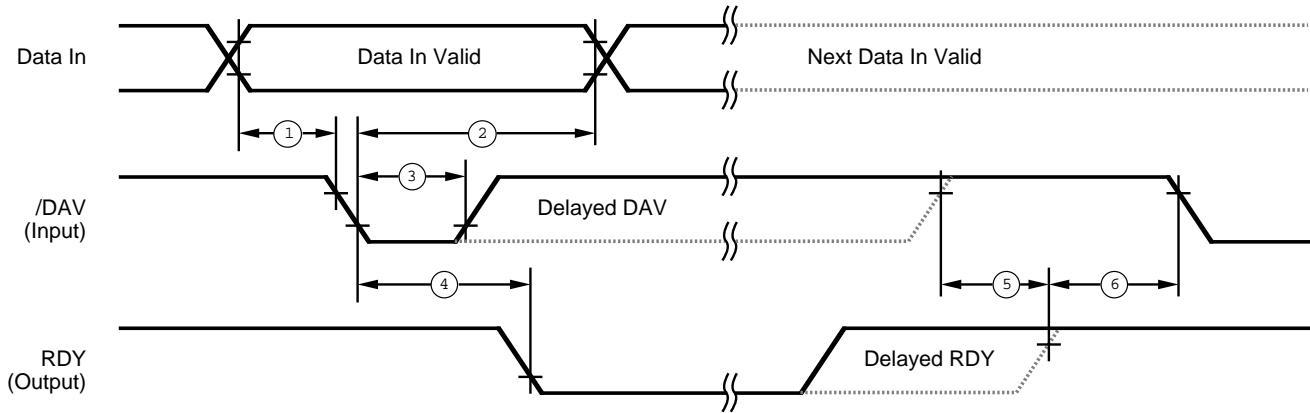 Data In
Data In Valid
Next Data In Valid
1
2
3
/DAV
(Input)
Delayed DAV
4
5
6
RDY
(Output)
Delayed RDY